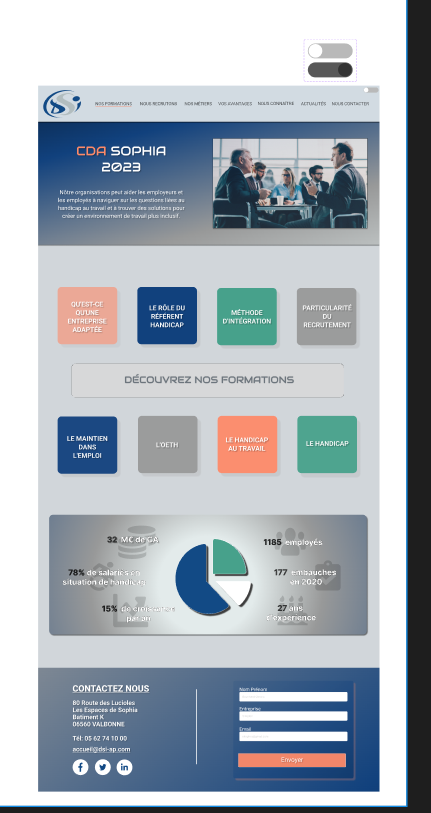 NOS FORMATIONS NOUS RECRUTONS NOS MÉTIERS VOS AVANTAGES NOUS CONNAITRE ACTUALITÉS NOUS CONTACTER
CDA SOPHIA
2023
Nôtre organisations peut aider les employeurs et
les employés à naviguer sur les questions liées au
handicap au travail et à trouver des solutions pour
créer un environnement de travail plus inclusif.
QU'EST-CE
QU'UNE
ENTREPRISE
ADAPTÉE
LE RÔLE DU
RÉFÉRENT
HANDICAP
MÉTHODE
D'INTÉGRATION
PARTICULARITÉ
DU
RECRUTEMENT
DÉCOUVREZ NOS FORMATIONS
LE MAINTIEN
DANS
L'EMPLOI
L'OETH
LE HANDICAP
AU TRAVAIL
LE HANDICAP
32 M€ de CA
1185 employés
78% de salariés en
situation de handicap
177 Embauches
en 2020
15% de croissance
par an
27 ans
d'expérience
CONTACTEZ NOUS
80 Route des Lucioles
Les Espaces de Sophia
Batiment K
06560 VALBONNE
Tél: 05 62 74 10 00
accueil@dsi-ap.com
Nom Prénom
Entreprise
Email
Envoyer